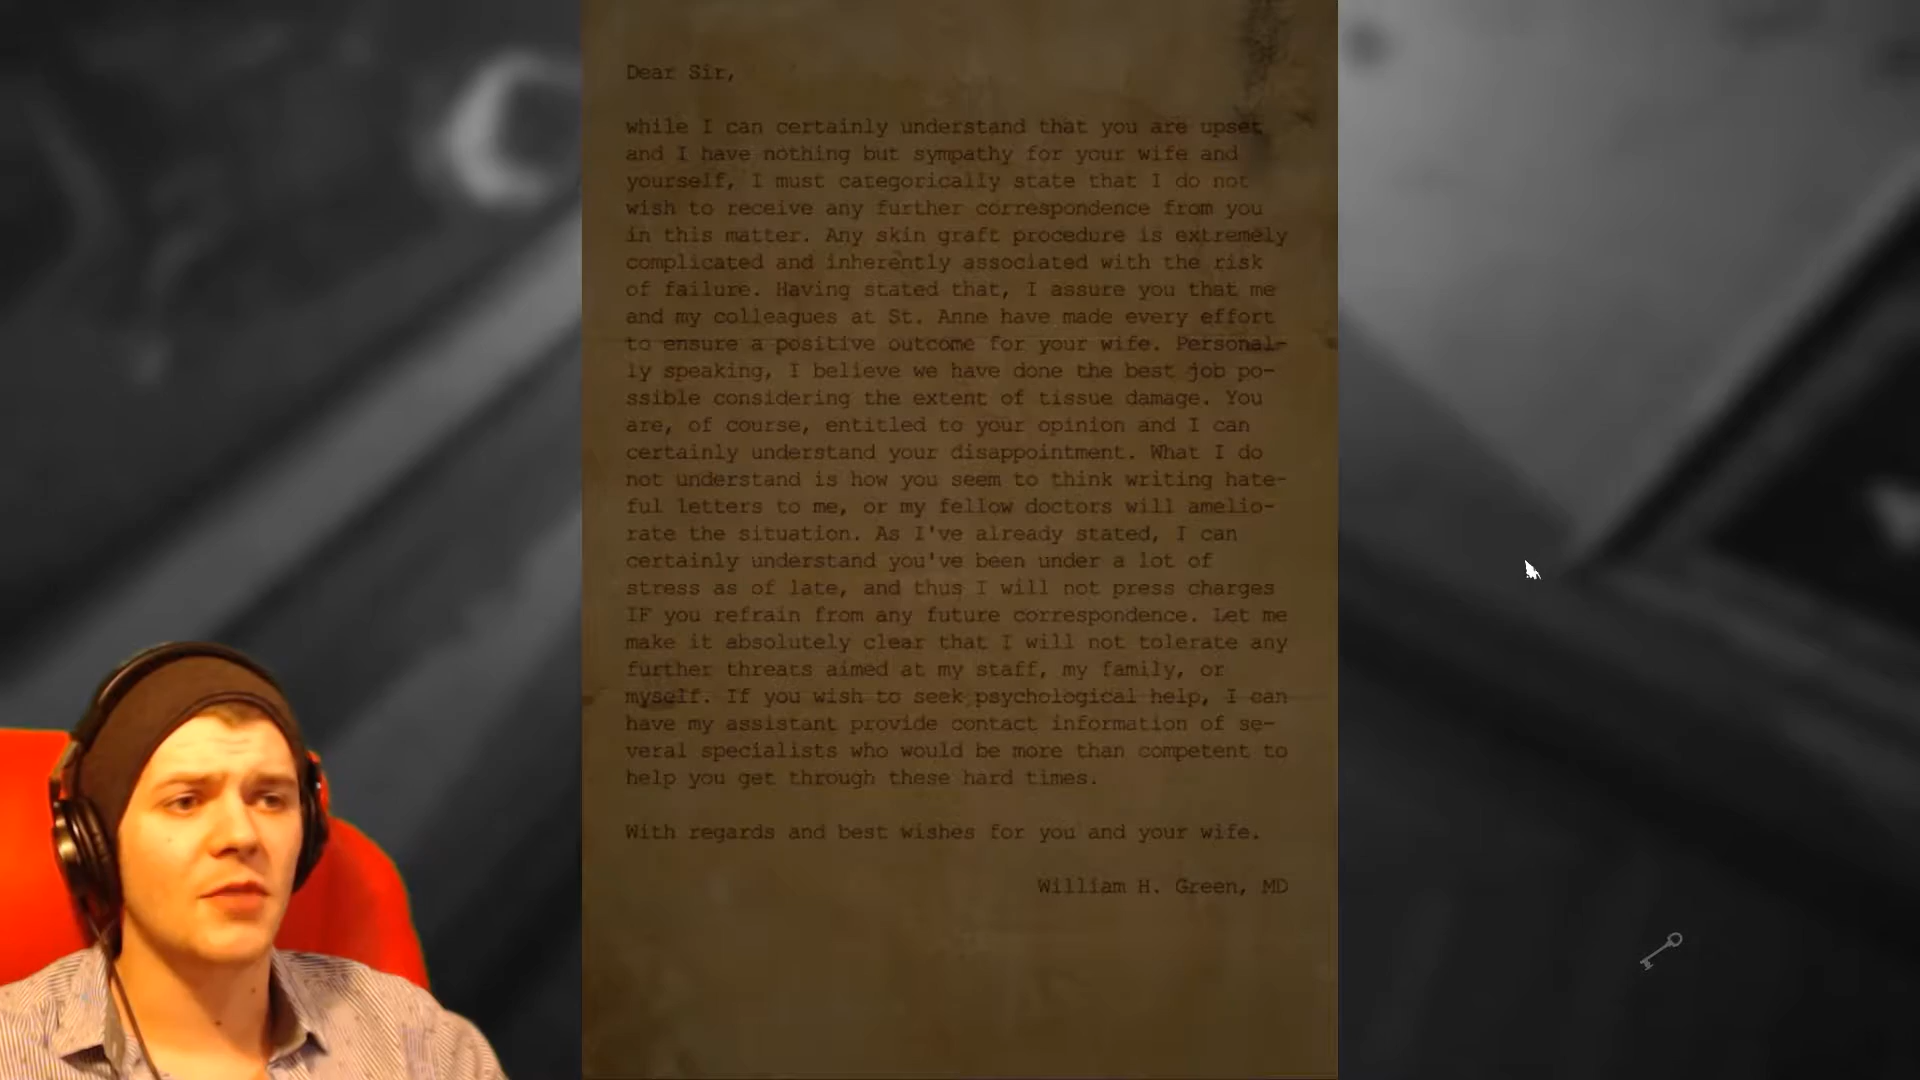 Dear Sir,
while I can certainly understand that you are upset
and I have nothing but sympathy for your wife and
yourself, I must categorically state that I do not
wish to receive any further correspondence from you
in this matter. Any skin graft procedure is extremely
complicated and inherently associated with the risk
of failure. Having stated that, I assure you that me
and my colleagues at St. Anne have made every effort
to ensure a positive outcome for your wife. Personal-
ly speaking, I believe we have done the best job po-
ssible considering the extent of tissue damage. You
are, of course, entitled to your opinion and I can
certainly understand your disappointment. What I do
not understand is how you seem to think writing hate-
ful letters to me, or my fellow doctors will amelio-
rate the situation. As I've already stated, I can
certainly understand you've been under a lot of
stress as of late, and thus I will not press charges
IF you refrain from any future correspondence. Let me
make it absolutely clear that I will not tolerate any
further threats aimed at my staff, my family, or
myself. If you wish to seek psychological help, I can
have my assistant provide contact information of se-
veral specialists who would be more than competent to
help you get through these hard times.
With regards and best wishes for you and your wife.
William H. Green, MD